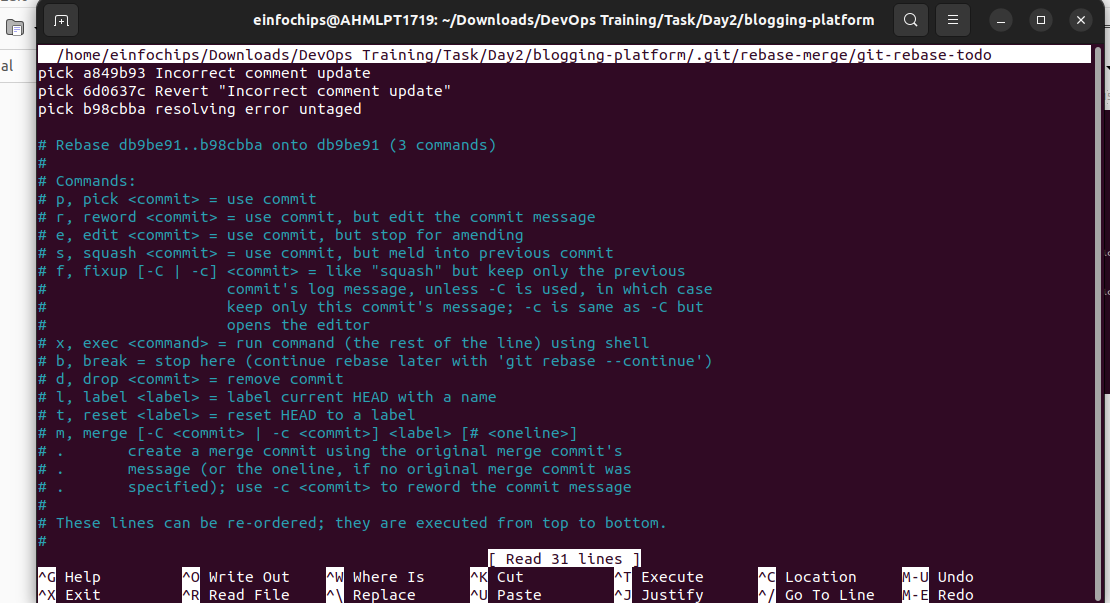 einfochips@AHMLPT1719: ~/Downloads/DevOps Training/Task/Day2/blogging-platform
al
/home/einfochips/Downloads/DevOps Training/Task/Day2/blogging-platform/.git/rebase-merge/git-rebase-todo
pick a849b93 Incorrect comment update
pick 6d0637c Revert "Incorrect comment update"
pick b98cbba resolving error untaged
# Rebase db9be91..b98cbba onto db9be91 (3 commands)
#
# Commands:
# p, pick <commit> = use commit
# r, reword <commit> = use commit, but edit the commit message
# e, edit <commit> = use commit, but stop for amending
# s, squash <commit> = use commit, but meld into previous commit
# f, fixup [-C | -c] <commit> = like "squash" but keep only the previous
#                    commit's log message, unless -C is used, in which case
#                    keep only this commit's message; -c is same as -C but
#                    opens the editor
# x, exec <command> = run command (the rest of the line) using shell
# b, break = stop here (continue rebase later with 'git rebase --continue')
# d, drop <commit> = remove commit
# l, label <label> = label current HEAD with a name
# t, reset <label> = reset HEAD to a label
# m, merge [-C <commit> | -c <commit>] <label> [# <oneline>]
# .       create a merge commit using the original merge commit's
# .       message (or the oneline, if no original merge commit was
# .       specified); use -c <commit> to reword the commit message
#
# These lines can be re-ordered; they are executed from top to bottom.
#
[ Read 31 lines ]
^G Help ^O Write Out ^W Where Is ^K Cut ^T Execute ^C Location M-U Undo
^X Exit ^R Read File ^\ Replace ^U Paste ^J Justify ^/ Go To Line M-E Redo